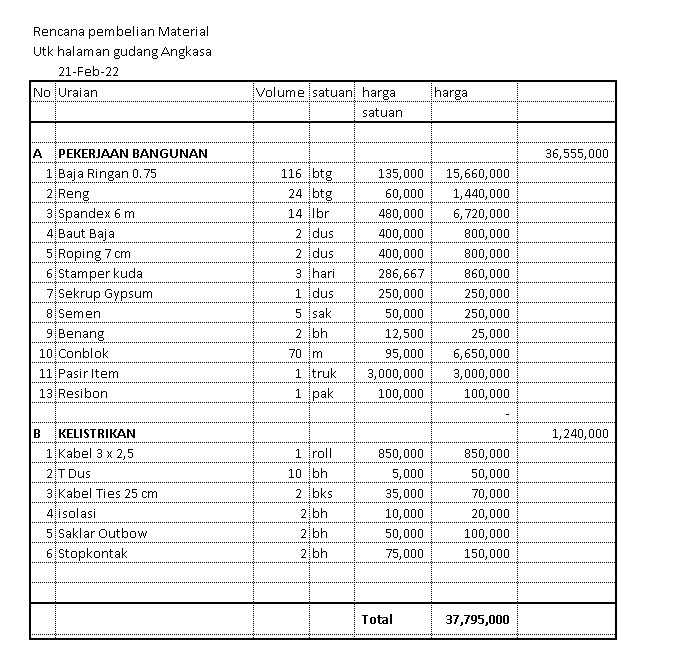 Rencana pembelian Material
Utk halaman gudang Angkasa
21-Feb-22
No Uraian Volume satuan harga harga
satuan
A PEKERJAAN BANGUNAN 36,555,000
1 Baja Ringan 0.75 116 btg 135,000 15,660,000
2 Reng 24 btg 60,000 1,440,000
3 Spandex 6 m 14 lbr 480,000 6,720,000
4 Baut Baja 2 dus 400,000 800,000
5 Roping 7 cm 2 dus 400,000 800,000
6 Stamper kuda 3 hari 286,667 860,000
7 Sekrup Gypsum 1 dus 250,000 250,000
8 Semen 5 sak 50,000 250,000
9 Benang 2 bh 12,500 25,000
10 Conblok 70 m 95,000 6,650,000
11 Pasir Item 1 truk 3,000,000 3,000,000
13 Resibon 1 pak 100,000 100,000
-
B KELISTRIKAN 1,240,000
1 Kabel 3 x 2,5 1 roll 850,000 850,000
2 T Dus 10 bh 5,000 50,000
3 Kabel Ties 25 cm 2 bks 35,000 70,000
4 isolasi 2 bh 10,000 20,000
5 Saklar Outbow 2 bh 50,000 100,000
6 Stopkontak 2 bh 75,000 150,000
Total 37,795,000